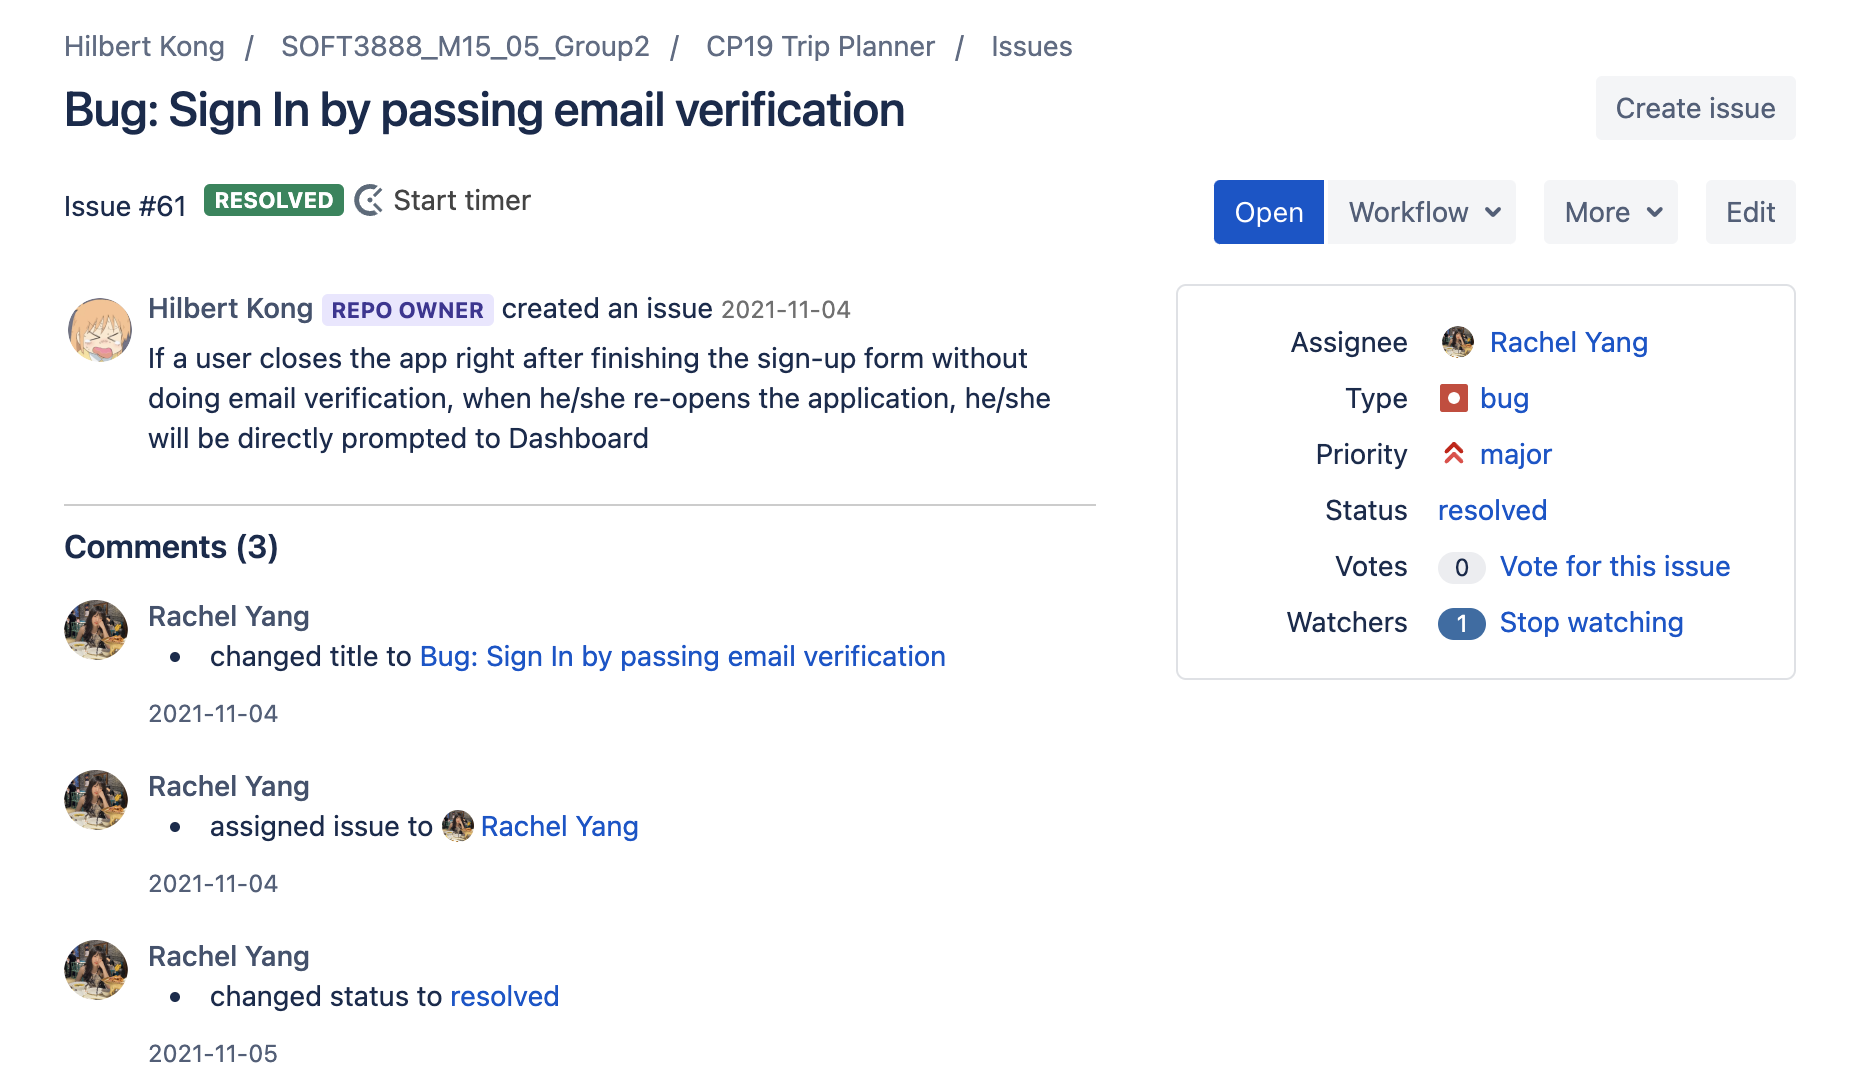 Hilbert Kong / SOFT3888_M15_05_Group2 / CP19 Trip Planner / Issues
Bug: Sign In by passing email verification
Create issue
Issue #61 RESOLVED Start timer
Open Workflow More Edit
Hilbert Kong REPO OWNER created an issue 2021-11-04
If a user closes the app right after finishing the sign-up form without
doing email verification, when he/she re-opens the application, he/she
will be directly prompted to Dashboard
Assignee Rachel Yang
Type bug
Priority major
Status resolved
Votes 0 Vote for this issue
Watchers 1 Stop watching
Comments (3)
Rachel Yang
• changed title to Bug: Sign In by passing email verification
2021-11-04
Rachel Yang
• assigned issue to Rachel Yang
2021-11-04
Rachel Yang
• changed status to resolved
2021-11-05